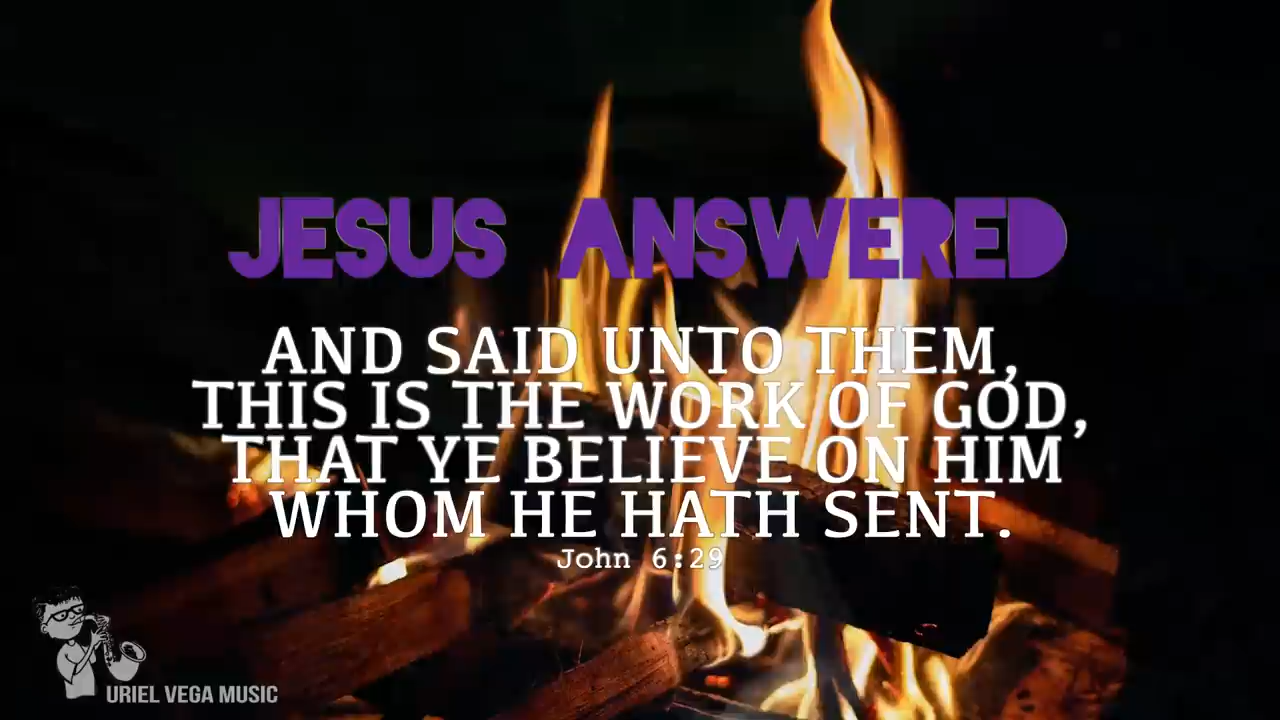 JESUS ANSWERED
AND SAID UNTO THEM,
THIS IS THE WORK OF GOD,
THAT YE BELIEVE ON HIM
WHOM HE HATH SENT.
John 6:29
URIEL VEGA MUSIC